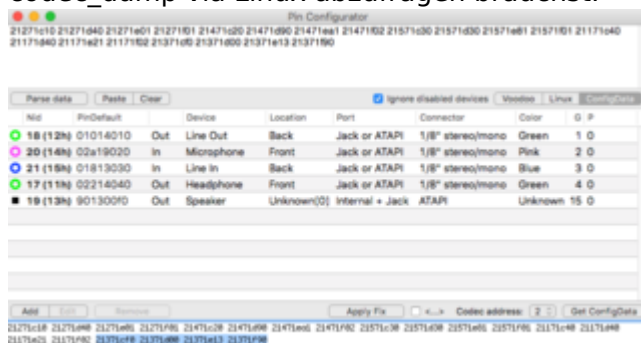 codec_dump via Linux abzufragen brauchst.
Pin Configurator
21271c10 21271d40 21271e01 21271f01 21471c20 21471d90 21471ea1 21471f02 21571c30 21571d30 21571e81 21571f01 21171c40
21171d40 21171e21 21171f02 21371cf0 21371d00 21371e13 21371f90
Parse data Paste Clear Ignore disabled devices Voodoo Linux ConfigData
Nid PinDefault Device Location Port Connector Color G P
18 (12h) 01014010 Out Line Out Back Jack or ATAPI 1/8" stereo/mono Green 1 0
20 (14h) 02a19020 In Microphone Front Jack or ATAPI 1/8" stereo/mono Pink 2 0
21 (15h) 01813030 In Line In Back Jack or ATAPI 1/8" stereo/mono Blue 3 0
17 (11h) 02214040 Out Headphone Front Jack or ATAPI 1/8" stereo/mono Green 4 0
19 (13h) 901300f0 Out Speaker Unknown(0) Internal + Jack ATAPI Unknown 15 0
Add Edit Remove Apply Fix <...> Codec address: 2 Get ConfigData
21271c10 21271d40 21271e01 21271f01 21471c20 21471d90 21471ea1 21471f02 21571c30 21571d30 21571e81 21571f01 21171c40 21171d40
21171e21 21171f02 21371cf0 21371d00 21371e13 21371f90